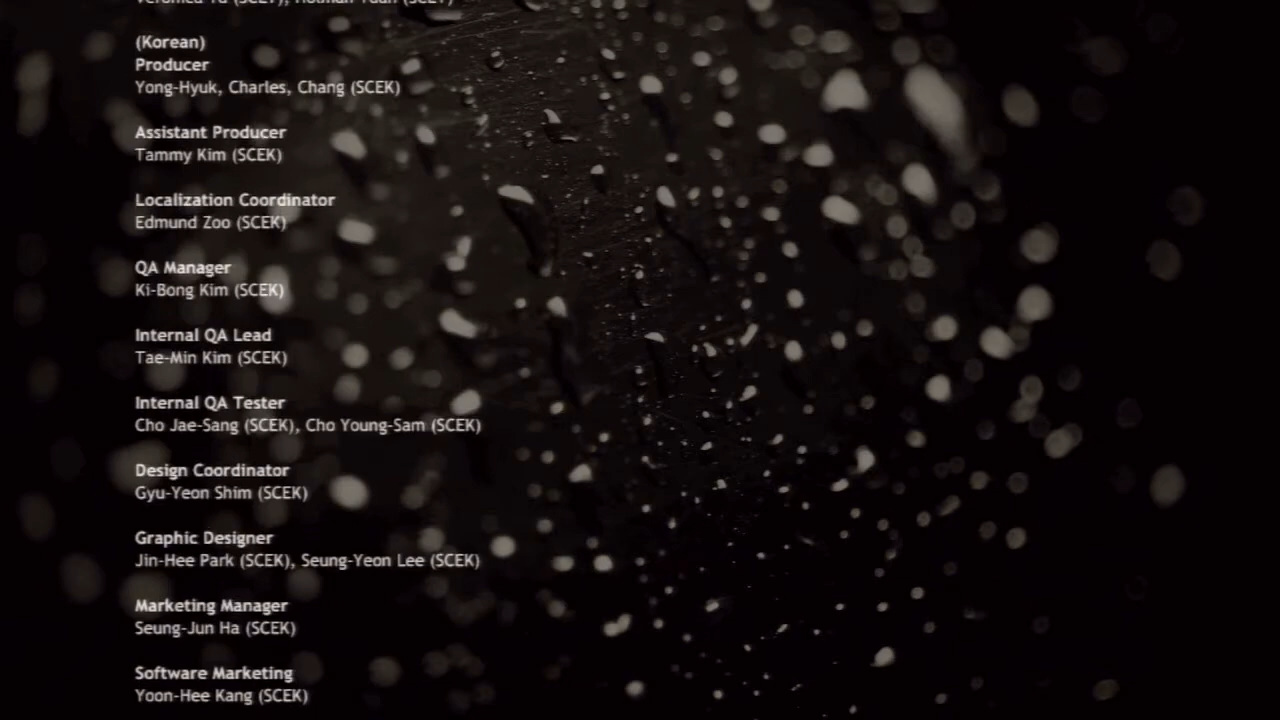 (Korean)
Producer
Yong-Hyuk, Charles, Chang (SCEK)
Assistant Producer
Tammy Kim (SCEK)
Localization Coordinator
Edmund Zoo (SCEK)
QA Manager
Ki-Bong Kim (SCEK)
Internal QA Lead
Tae-Min Kim (SCEK)
Internal QA Tester
Cho Jae-Sang (SCEK), Cho Young-Sam (SCEK)
Design Coordinator
Gyu-Yeon Shim (SCEK)
Graphic Designer
Jin-Hee Park (SCEK), Seung-Yeon Lee (SCEK)
Marketing Manager
Seung-Jun Ha (SCEK)
Software Marketing
Yoon-Hee Kang (SCEK)